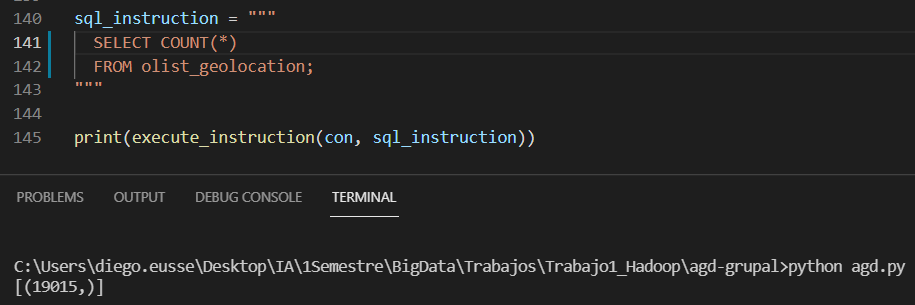 140 sql_instruction = """
141 SELECT COUNT(*)
142 FROM olist_geolocation;
143 """
144
145 print(execute_instruction(con, sql_instruction))
PROBLEMS OUTPUT DEBUG CONSOLE TERMINAL
C:\Users\diego.eusse\Desktop\IA\1Semestre\BigData\Trabajos\Trabajo1_Hadoop\agd-grupal>python agd.py
[(19015,)]